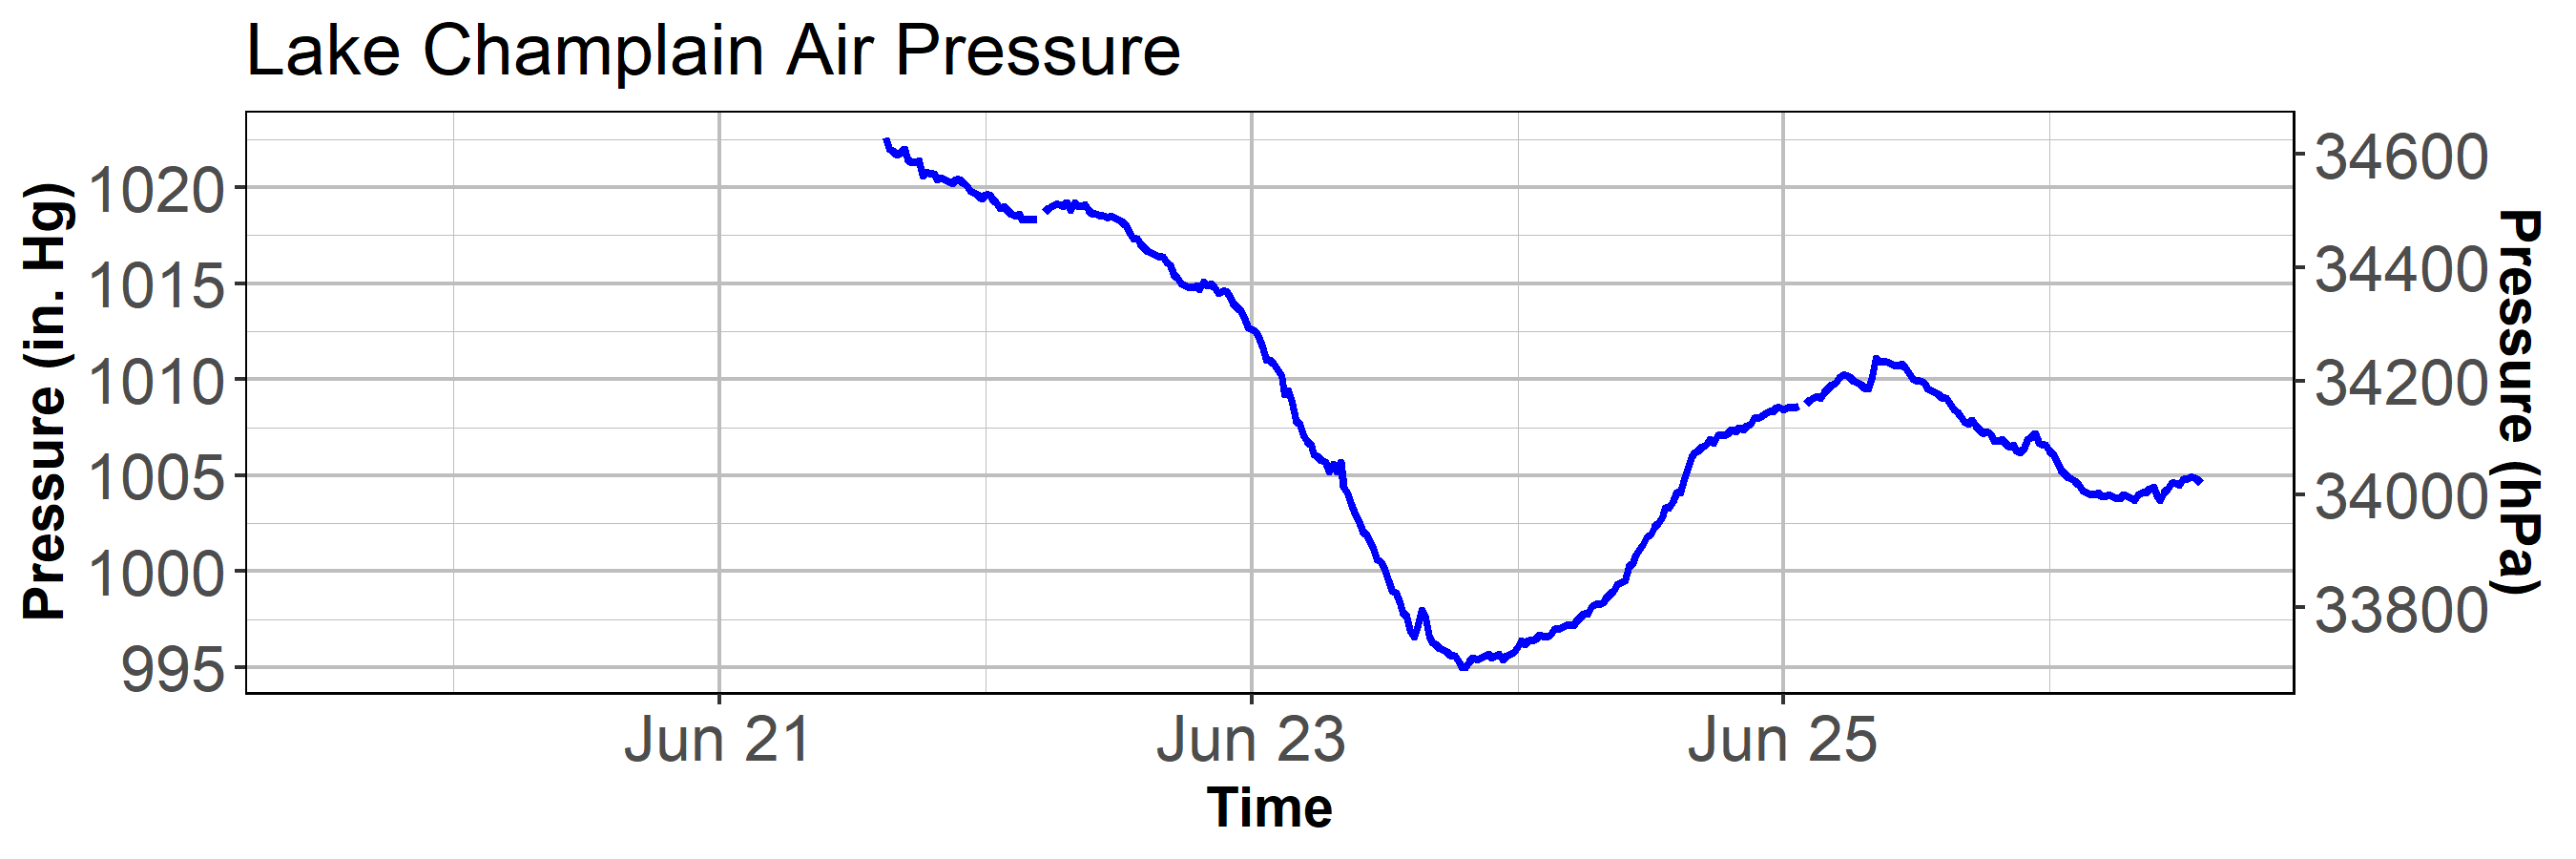 Lake Champlain Air Pressure
Pressure (in. Hg)
1020
1015
1010
1005
1000
995
34600
34400
34200
34000
33800
Pressure (hPa)
Jun 21
Jun 23
Jun 25
Time